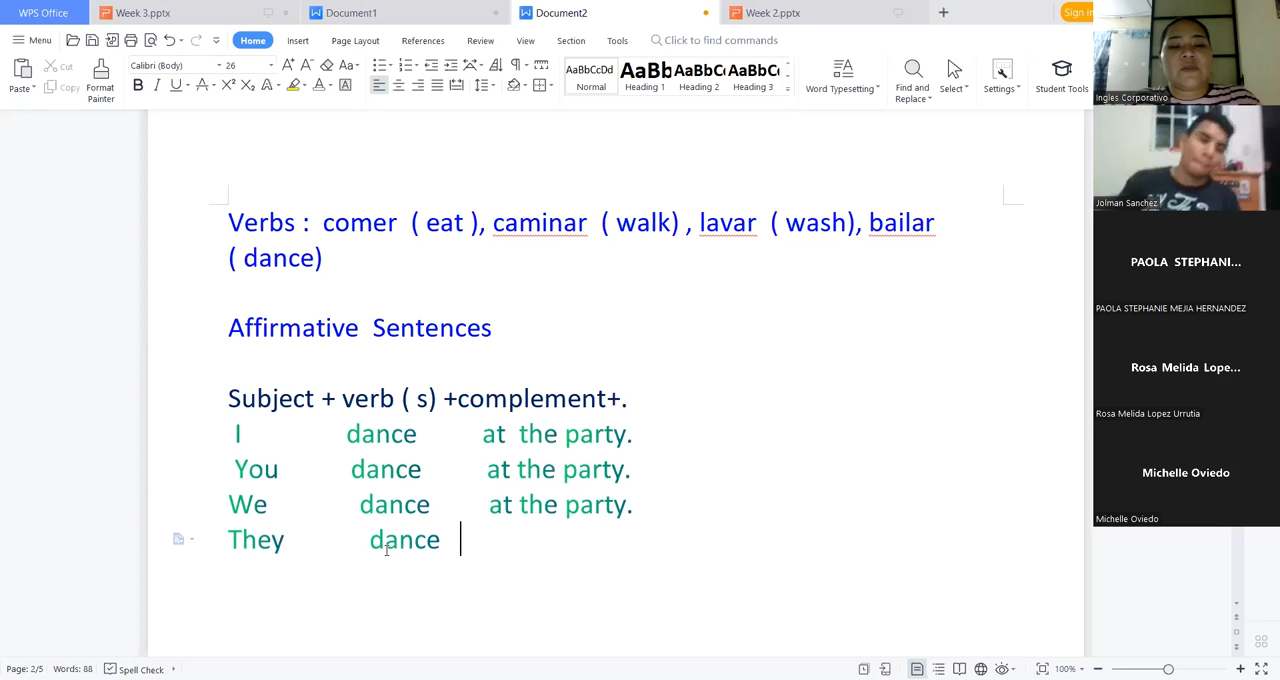 WPS Office Week 3.pptx Document1 Document2 Week 2.pptx Sign in
Menu Home Insert Page Layout References Review View Section Tools Click to find commands
Paste Cut Copy Format Painter Calibri (Body) 26 AaBbCcDd Normal AaBb Heading 1 AaBbC Heading 2 AaBbC Heading 3 Word Typesetting Find and Replace Select Settings Student Tools
Verbs : comer ( eat ), caminar ( walk) , lavar ( wash), bailar
( dance)
Affirmative Sentences
Subject + verb ( s) +complement+.
I dance at the party.
You dance at the party.
We dance at the party.
They dance
Ingles Corporativo
Jolman Sanchez
PAOLA STEPHANI...
PAOLA STEPHANIE MEJIA HERNANDEZ
Rosa Melida Lope...
Rosa Melida Lopez Urrutia
Michelle Oviedo
Michelle Oviedo
Page: 2/5 Words: 88 Spell Check 100%